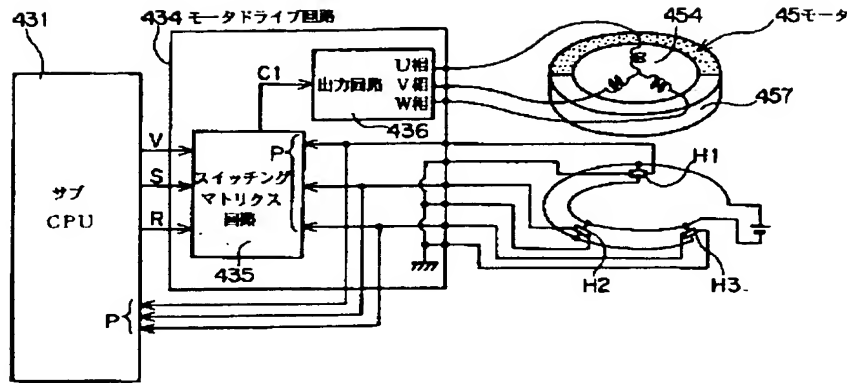 431
434 モータドライブ回路
C1
出力回路
U相
V相
W相
436
454
45モータ
457
V
S
R
P
スイッチング
マトリクス
回路
435
サブ
CPU
P
H1
H2
H3